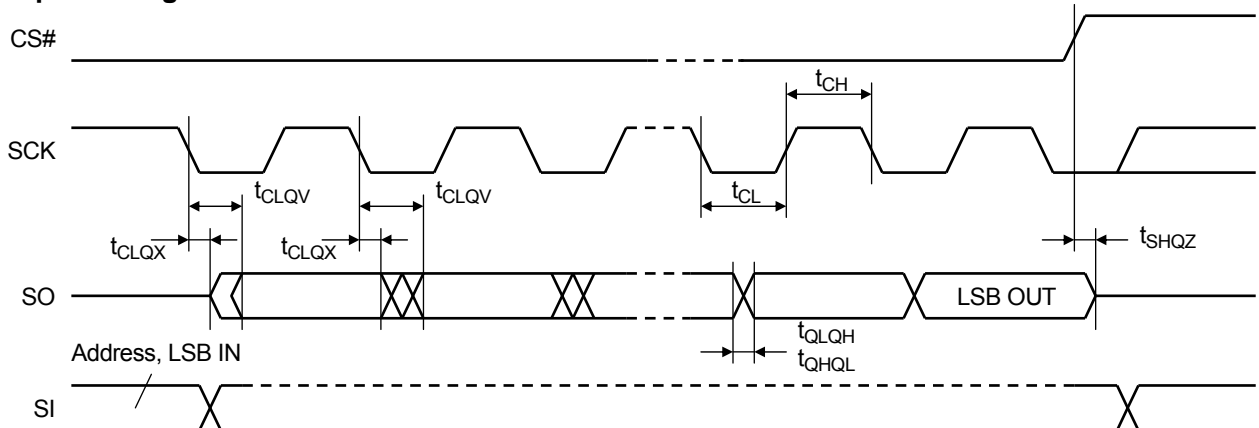 CS#
tCH
SCK
tCLQV
tCLQV
tCL
tCLQX
tCLQX
tSHQZ
SO
LSB OUT
tQLQH
tQHQL
Address, LSB IN
SI